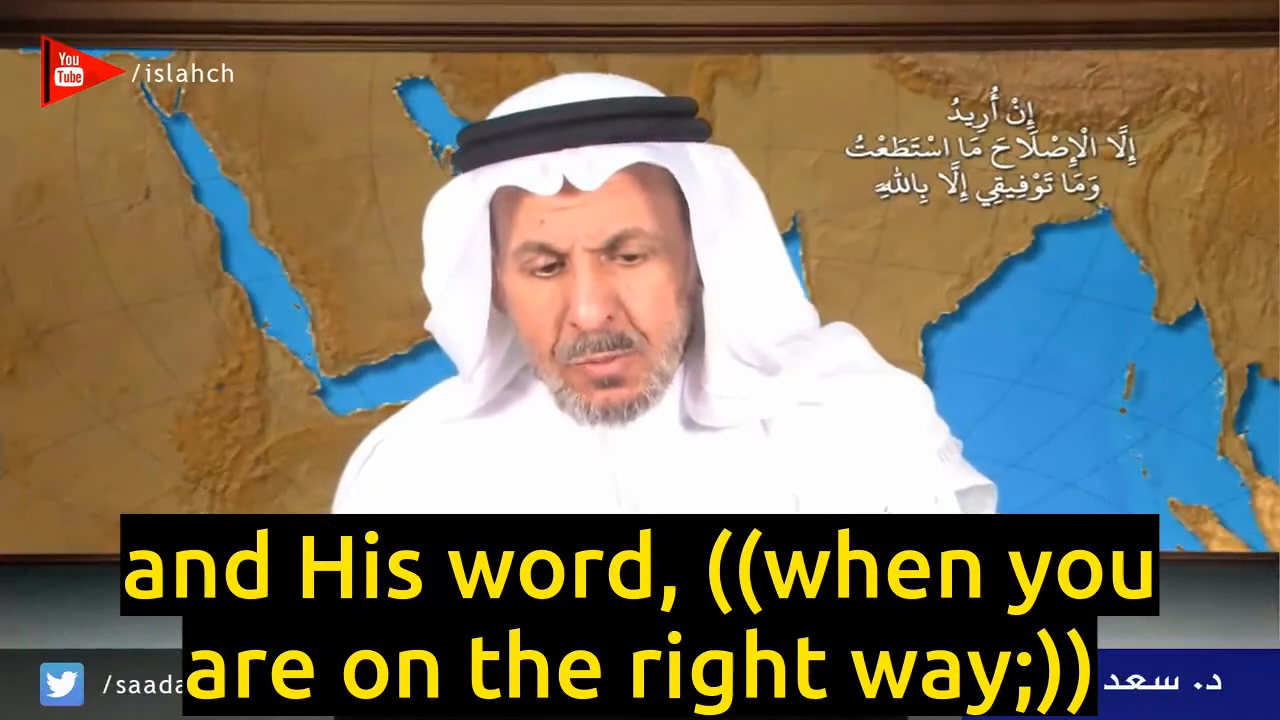 You
Tube
/islahch
إِنْ أُرِيدُ
إِلَّا الْإِصْلَاحَ مَا اسْتَطَعْتُ
وَمَا تَوْفِيقِي إِلَّا بِاللَّهِ
and His word, ((when you
are on the right way;))
/saada
د. سعد